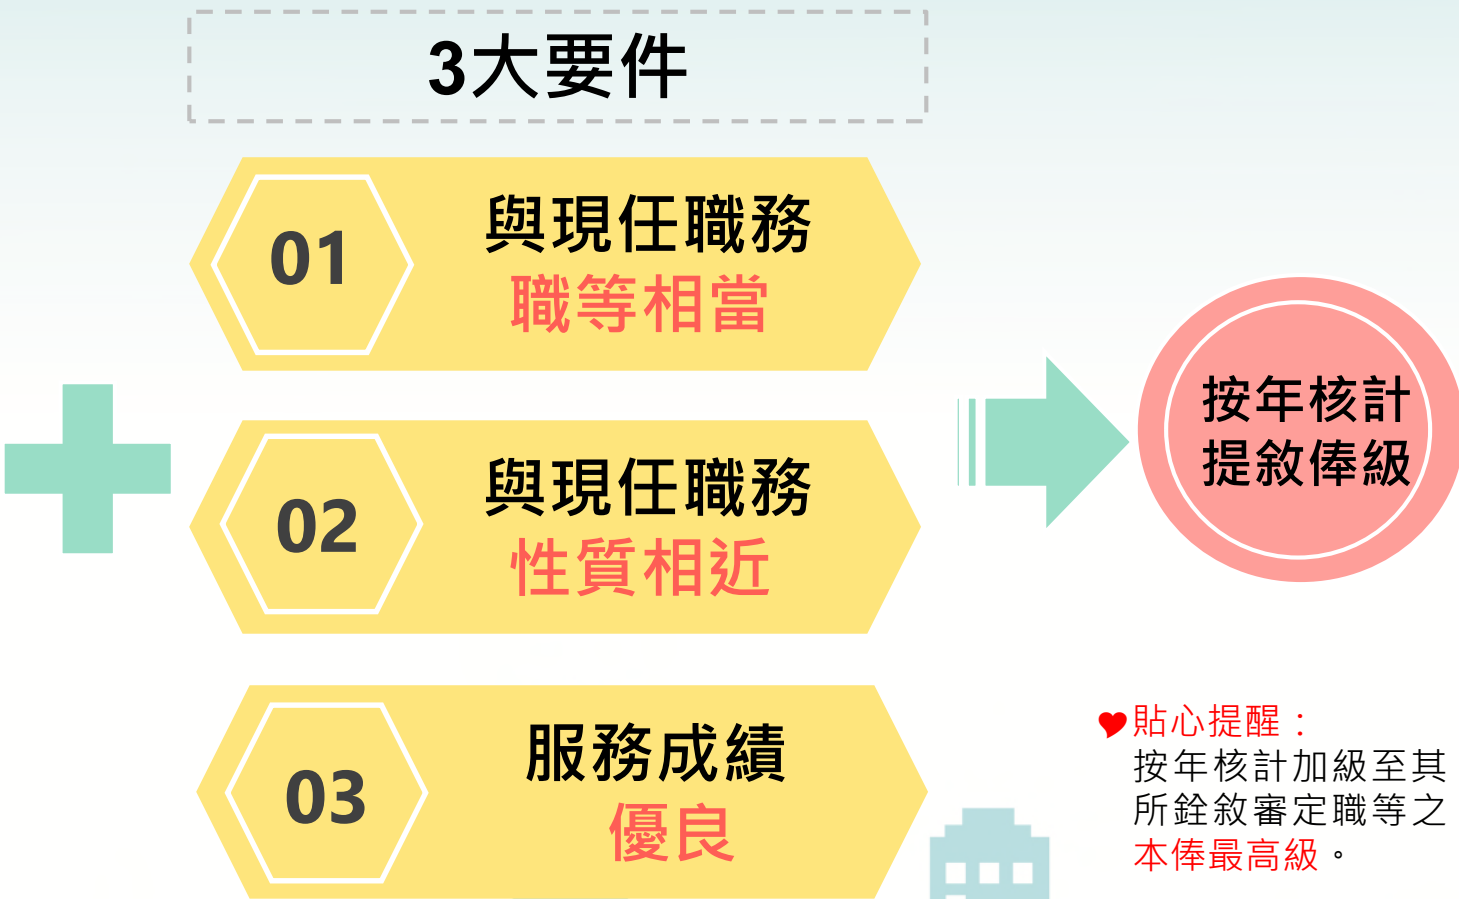 3大要件
01
與現任職務
職等相當
02
與現任職務
性質相近
03
服務成績
優良
按年核計
提敘俸級
貼心提醒：
按年核計加級至其
所銓敘審定職等之
本俸最高級。